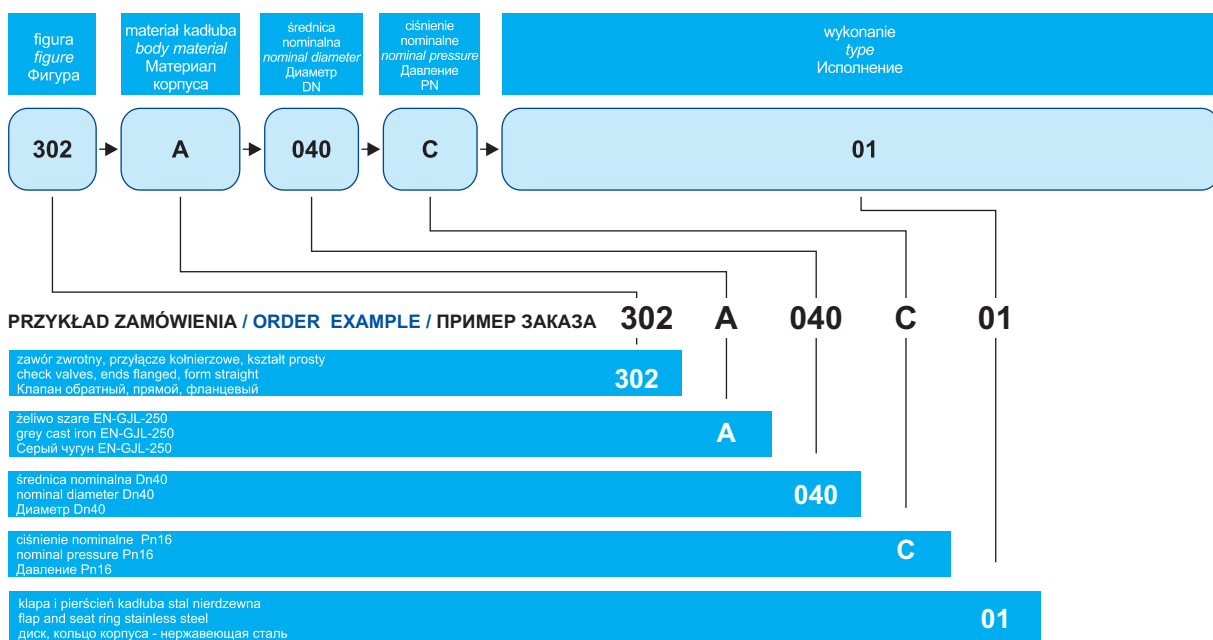 figura
figure
Фигура
materiał kadłuba
body material
Материал
корпуса
średnica
nominalna
nominal diameter
Диаметр
DN
ciśnienie
nominalne
nominal pressure
Давление
PN
wykonanie
type
Исполнение
302
A
040
C
01
PRZYKŁAD ZAMÓWIENIA / ORDER EXAMPLE / ПРИМЕР ЗАКАЗА 302 A 040 C 01
zawór zwrotny, przyłącze kołnierzowe, kształt prosty
check valves, ends flanged, form straight
Клапан обратный, прямой, фланцевый
302
żeliwo szare EN-GJL-250
grey cast iron EN-GJL-250
Серый чугун EN-GJL-250
A
średnica nominalna Dn40
nominal diameter Dn40
Диаметр Dn40
040
ciśnienie nominalne Pn16
nominal pressure Pn16
Давление Pn16
C
klapa i pierścień kadłuba stal nierdzewna
flap and seat ring stainless steel
диск, кольцо корпуса - нержавеющая сталь
01